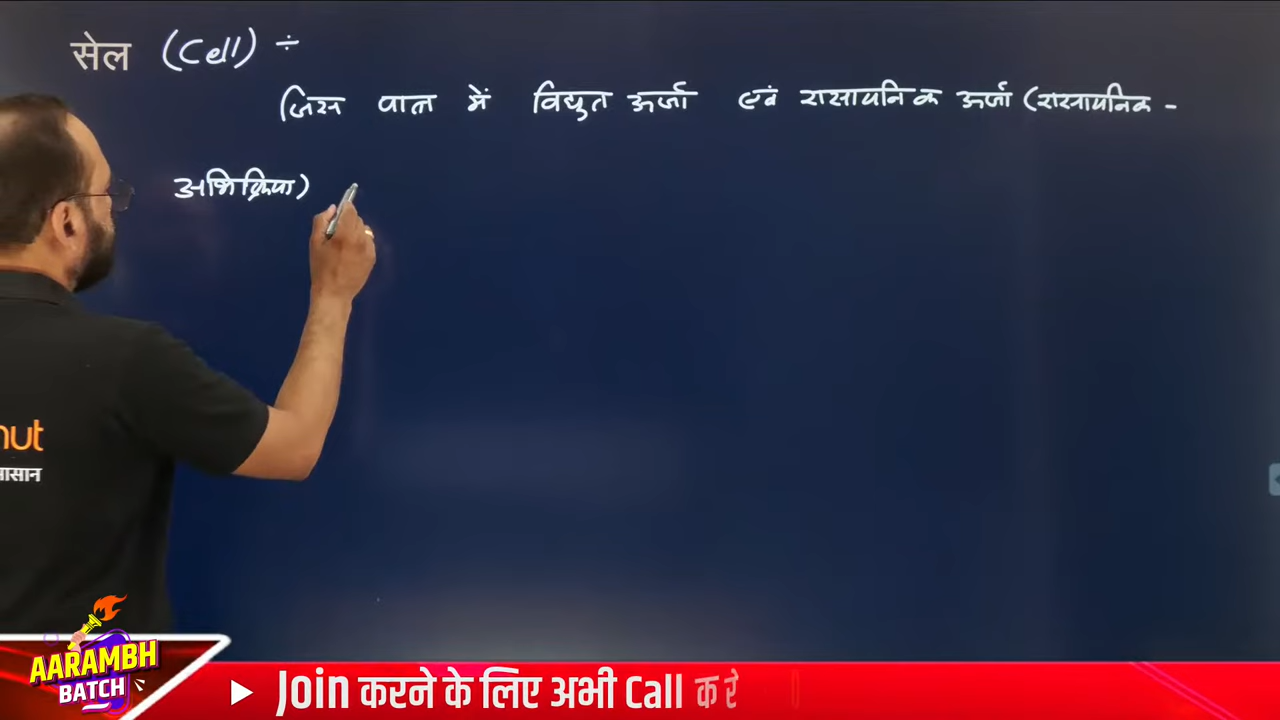 सेल (Cell) ÷
जिस पात्र में विद्युत ऊर्जा एवं रासायनिक ऊर्जा (रासायनिक -
अभिक्रिया)
nut
आसान
AARAMBH
BATCH
Join करने के लिए अभी Call करे